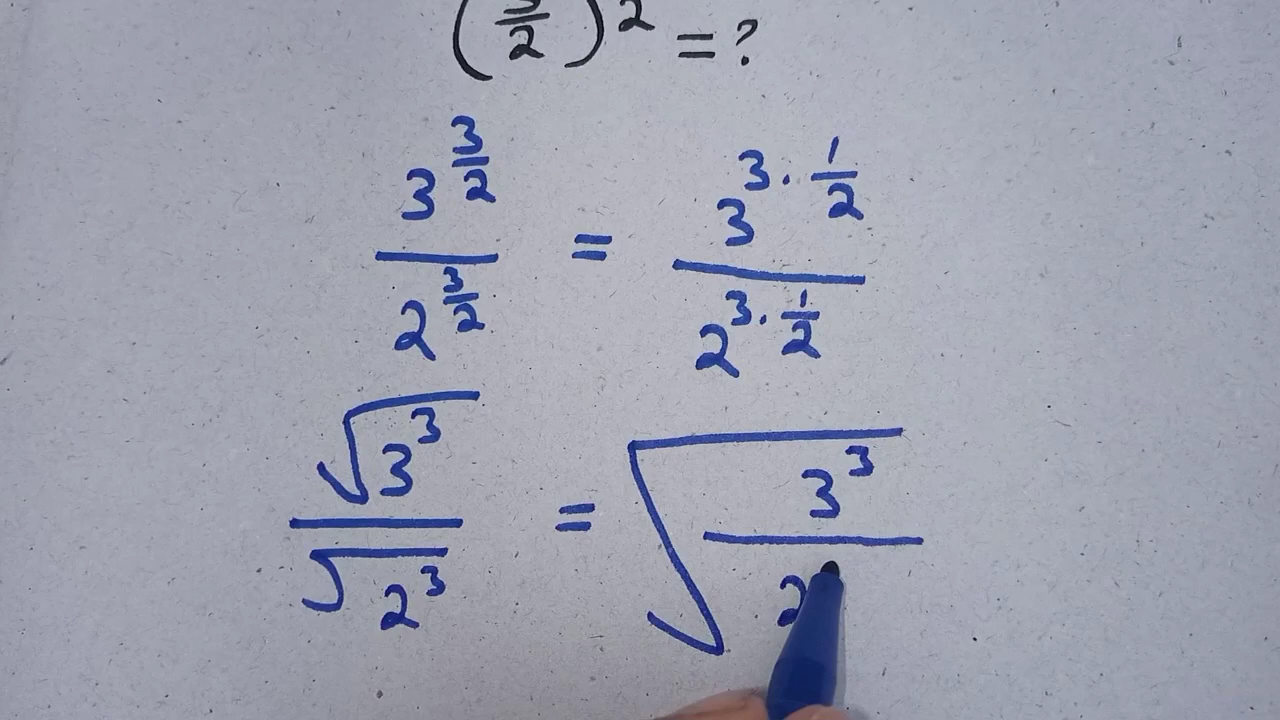 (3/2)^2 = ?
3^(3/2) / 2^(3/2) = 3^(3·1/2) / 2^(3·1/2)
√(3^3) / √(2^3) = √(3^3 / 2